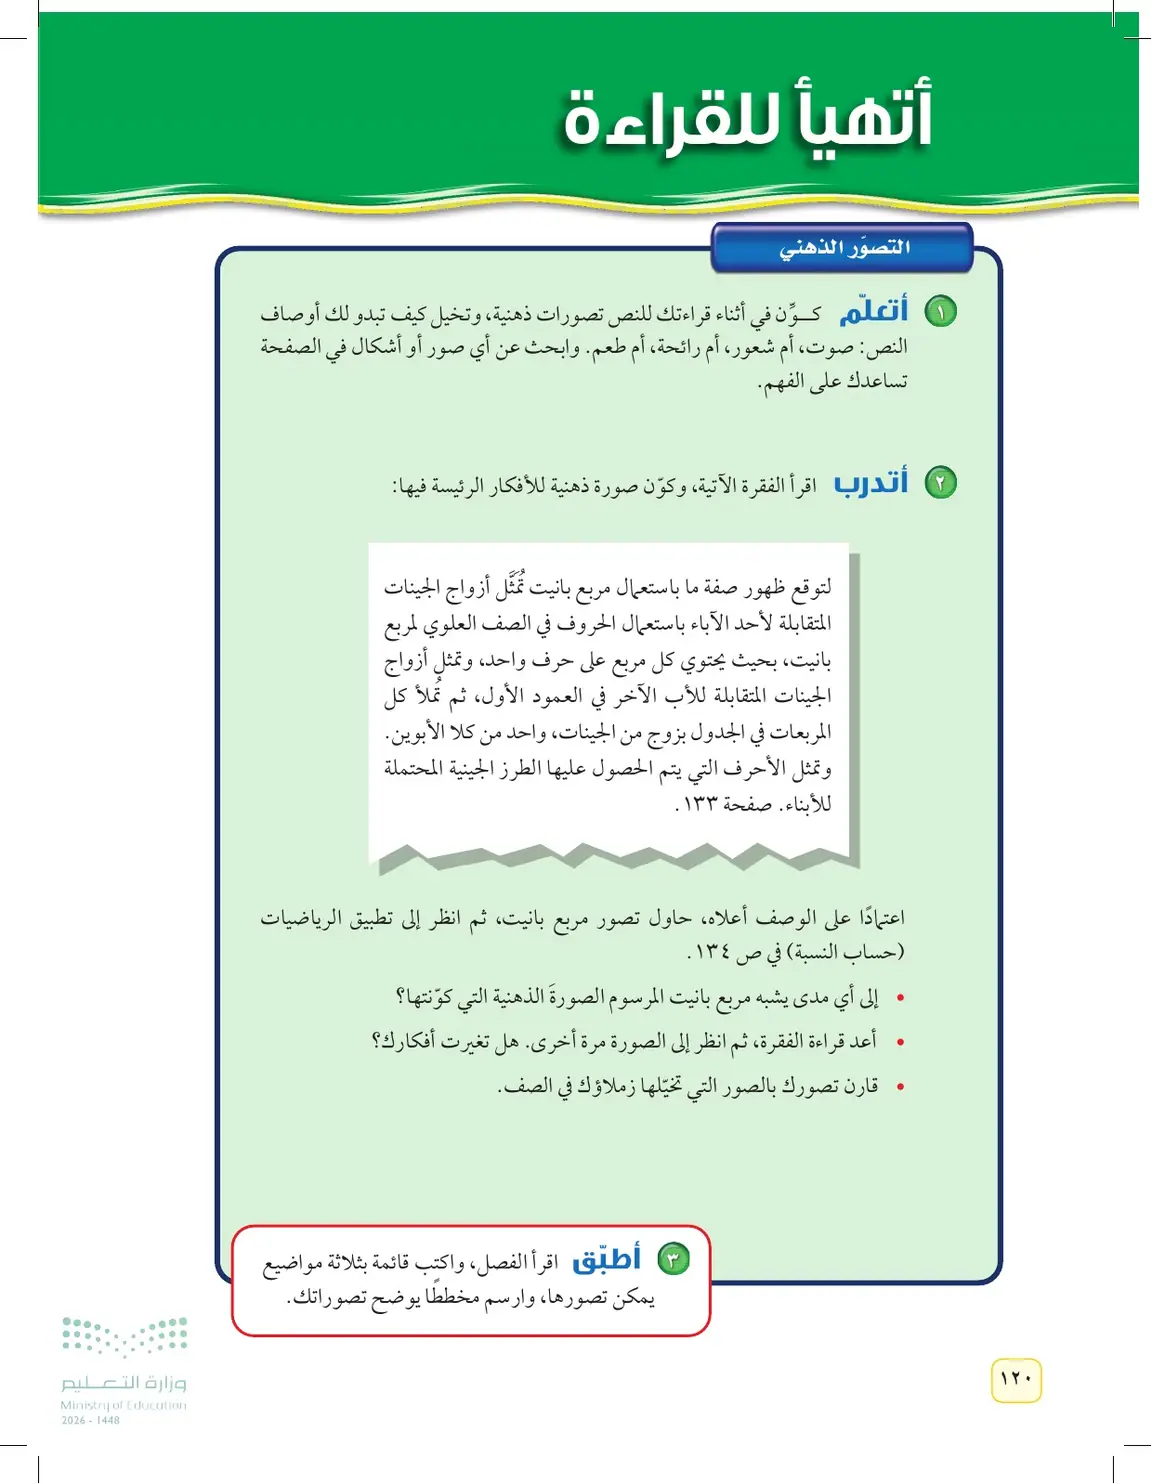 أتهيأ للقراءة
التصوّر الذهني
١ أتعلّم كـــوِّن في أثناء قراءتك للنص تصورات ذهنية، وتخيل كيف تبدو لك أوصاف
النص: صوت، أم شعور، أم رائحة، أم طعم. وابحث عن أي صور أو أشكال في الصفحة
تساعدك على الفهم.
٢ أتدرب اقرأ الفقرة الآتية، وكوّن صورة ذهنية للأفكار الرئيسة فيها:
لتوقع ظهور صفة ما باستعمال مربع بانيت تُمَثَّل أزواج الجينات
المتقابلة لأحد الآباء باستعمال الحروف في الصف العلوي لمربع
بانيت، بحيث يحتوي كل مربع على حرف واحد، وتمثل أزواج
الجينات المتقابلة للأب الآخر في العمود الأول، ثم تُملأ كل
المربعات في الجدول بزوج من الجينات، واحد من كلا الأبوين.
وتمثل الأحرف التي يتم الحصول عليها الطرز الجينية المحتملة
للأبناء. صفحة ١٣٣.
اعتمادًا على الوصف أعلاه، حاول تصور مربع بانيت، ثم انظر إلى تطبيق الرياضيات
(حساب النسبة) في ص ١٣٤.
• إلى أي مدى يشبه مربع بانيت المرسوم الصورةَ الذهنية التي كوّنتها؟
• أعد قراءة الفقرة، ثم انظر إلى الصورة مرة أخرى. هل تغيرت أفكارك؟
• قارن تصورك بالصور التي تخيّلها زملاؤك في الصف.
٣ أطبّق اقرأ الفصل، واكتب قائمة بثلاثة مواضيع
يمكن تصورها، وارسم مخططًا يوضح تصوراتك.
وزارة التعـــليم
Ministry of Education
2026 - 1448
١٢٠